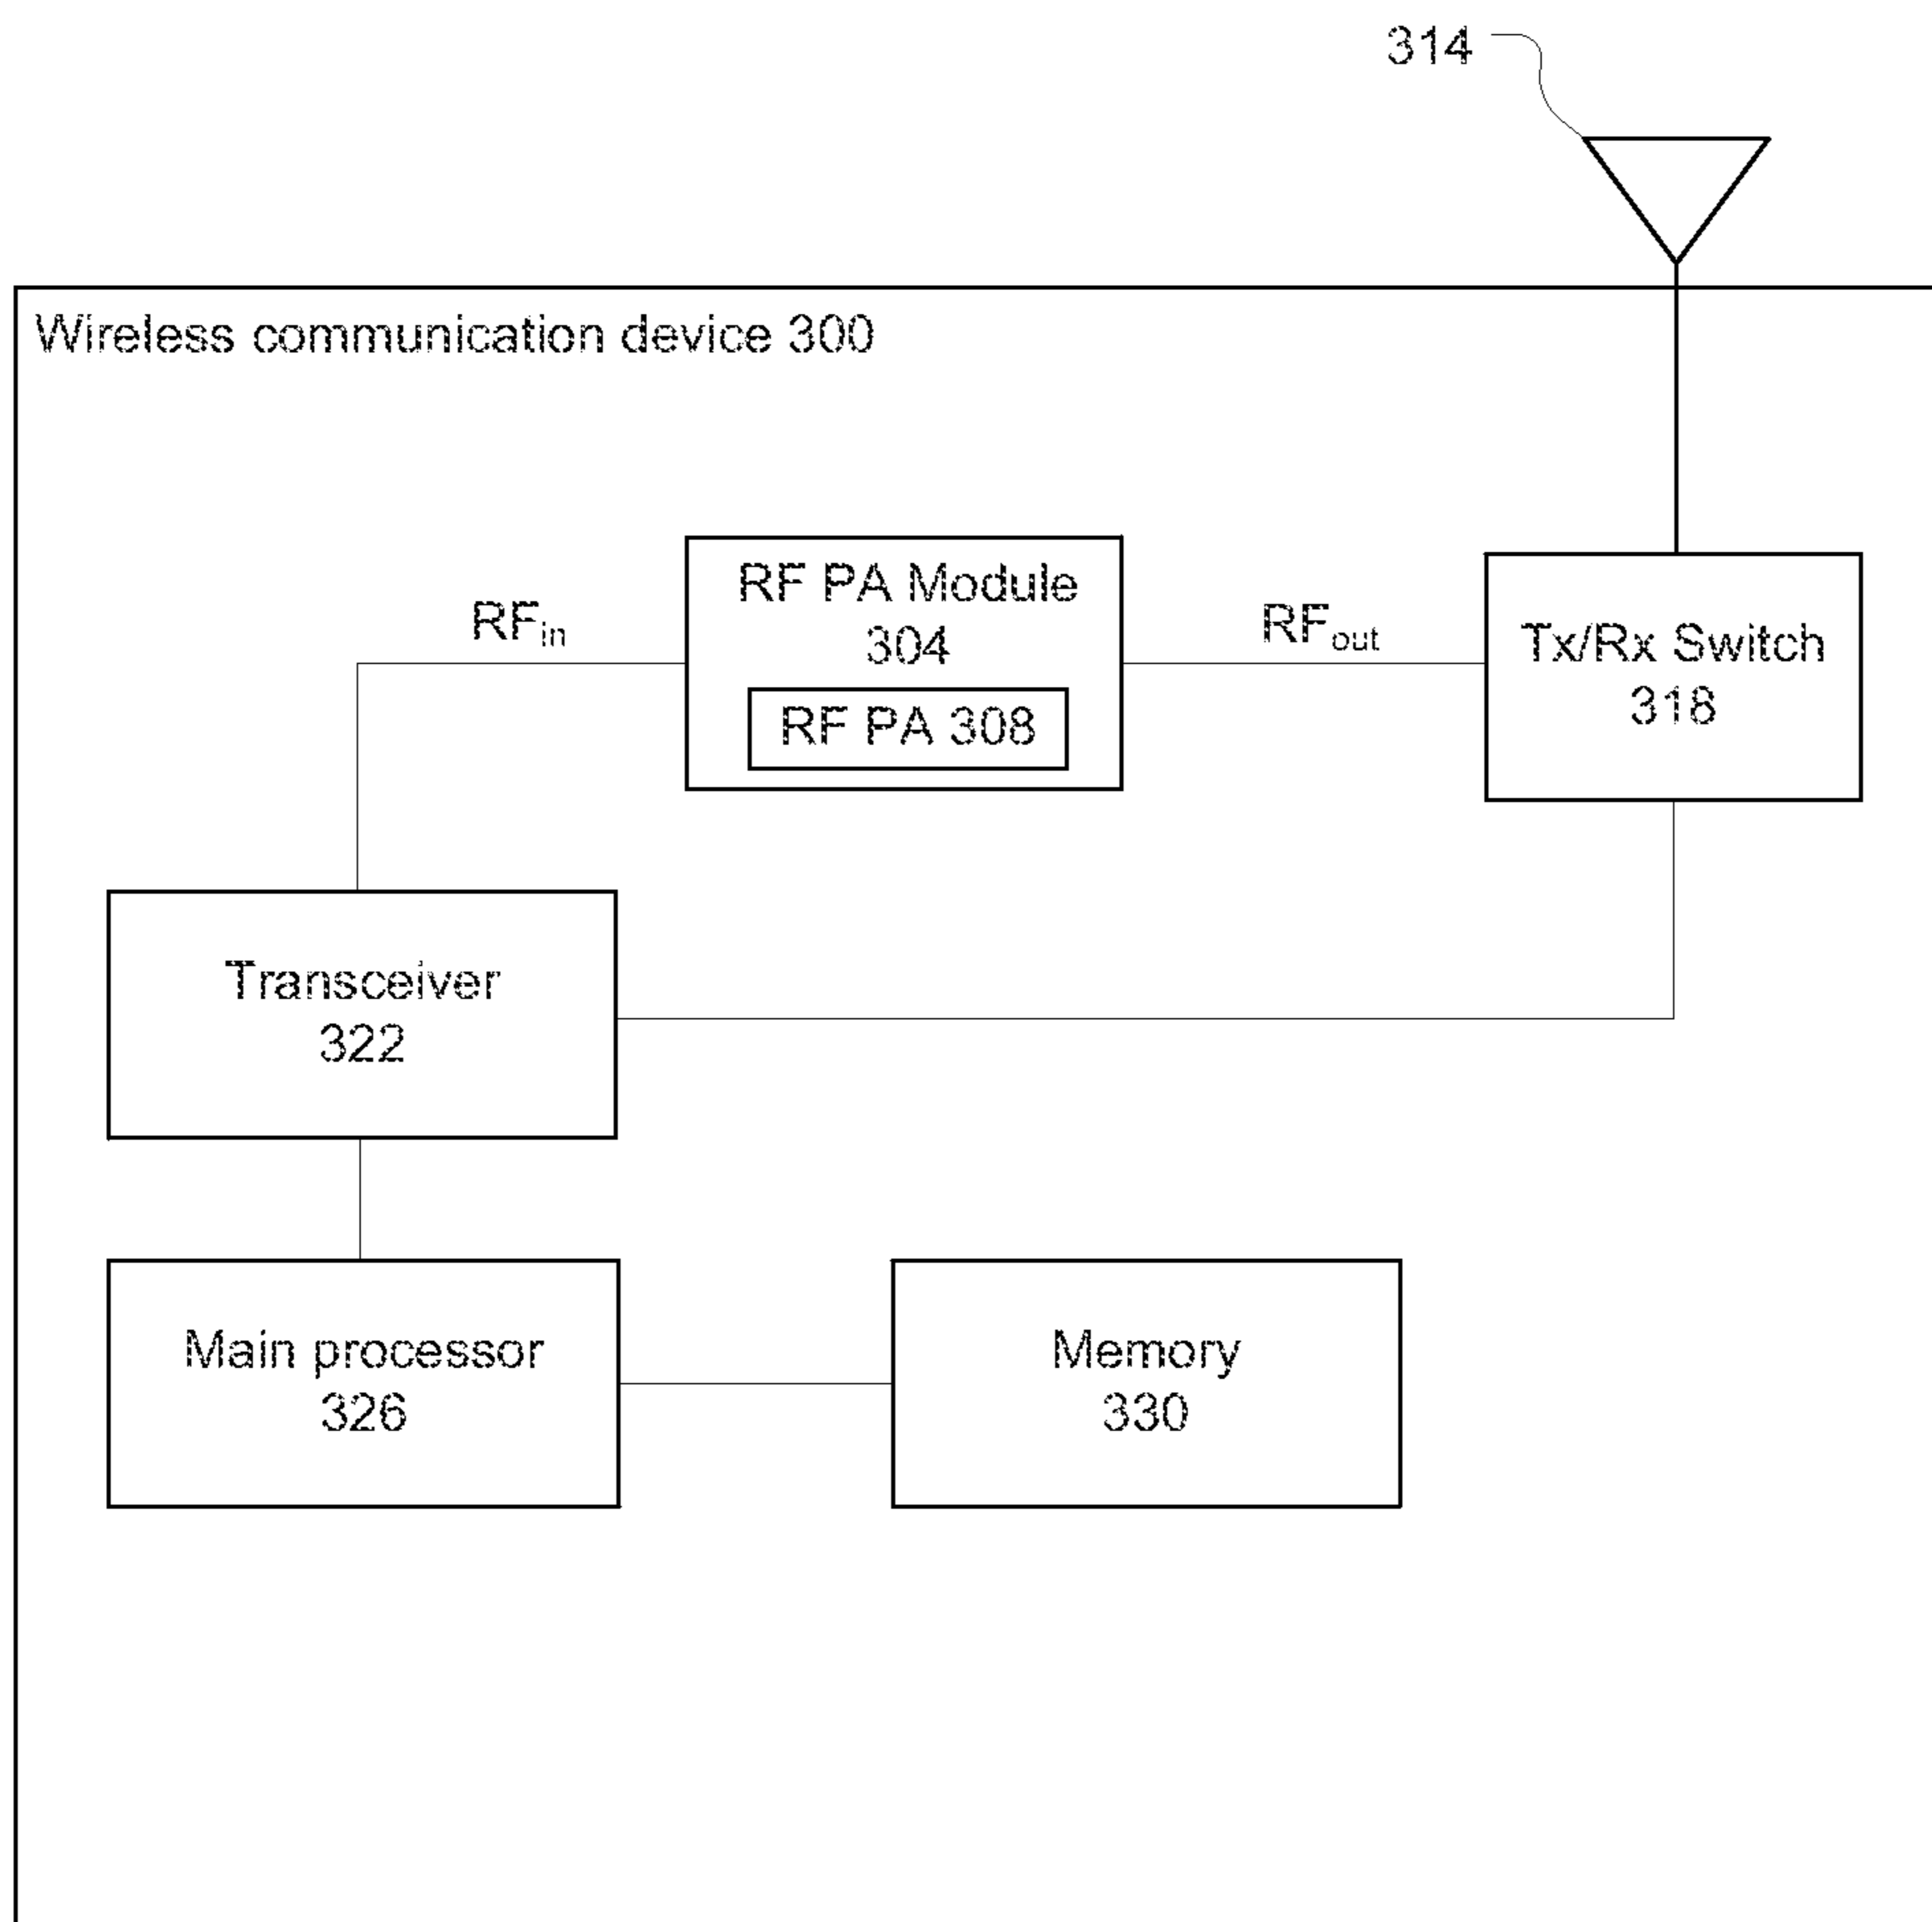 314
Wireless communication device 300
RF PA Module
304
RF PA 308
RFin
RFout
Tx/Rx Switch
318
Transceiver
322
Main processor
326
Memory
330